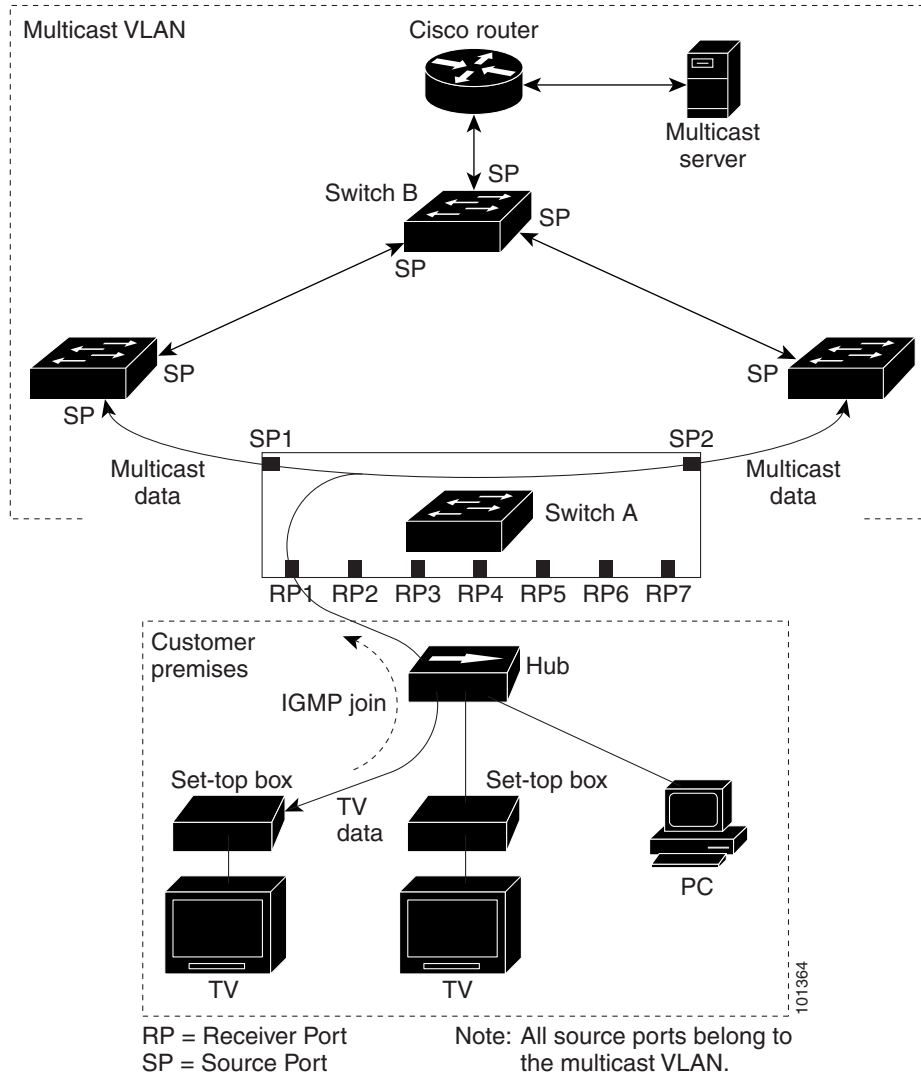 Multicast VLAN
Cisco router
Multicast
server
SP
Switch B
SP
SP
SP
SP
SP
SP1
SP2
Multicast
data
Multicast
data
Switch A
RP1
RP2
RP3
RP4
RP5
RP6
RP7
Customer
premises
Hub
IGMP join
Set-top box
Set-top box
TV
data
PC
TV
TV
101364
RP = Receiver Port
SP = Source Port
Note: All source ports belong to
the multicast VLAN.